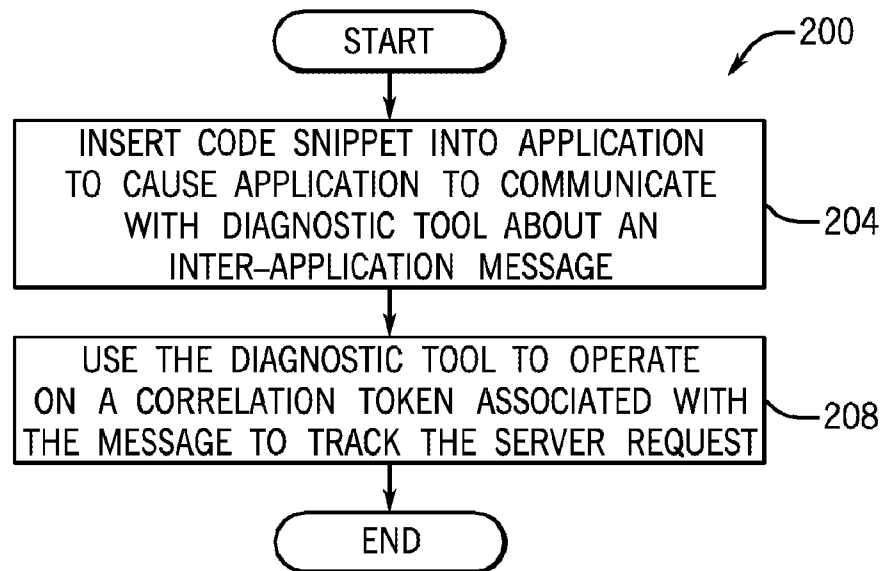 START
200
INSERT CODE SNIPPET INTO APPLICATION
TO CAUSE APPLICATION TO COMMUNICATE
WITH DIAGNOSTIC TOOL ABOUT AN
INTER–APPLICATION MESSAGE
204
USE THE DIAGNOSTIC TOOL TO OPERATE
ON A CORRELATION TOKEN ASSOCIATED WITH
THE MESSAGE TO TRACK THE SERVER REQUEST
208
END